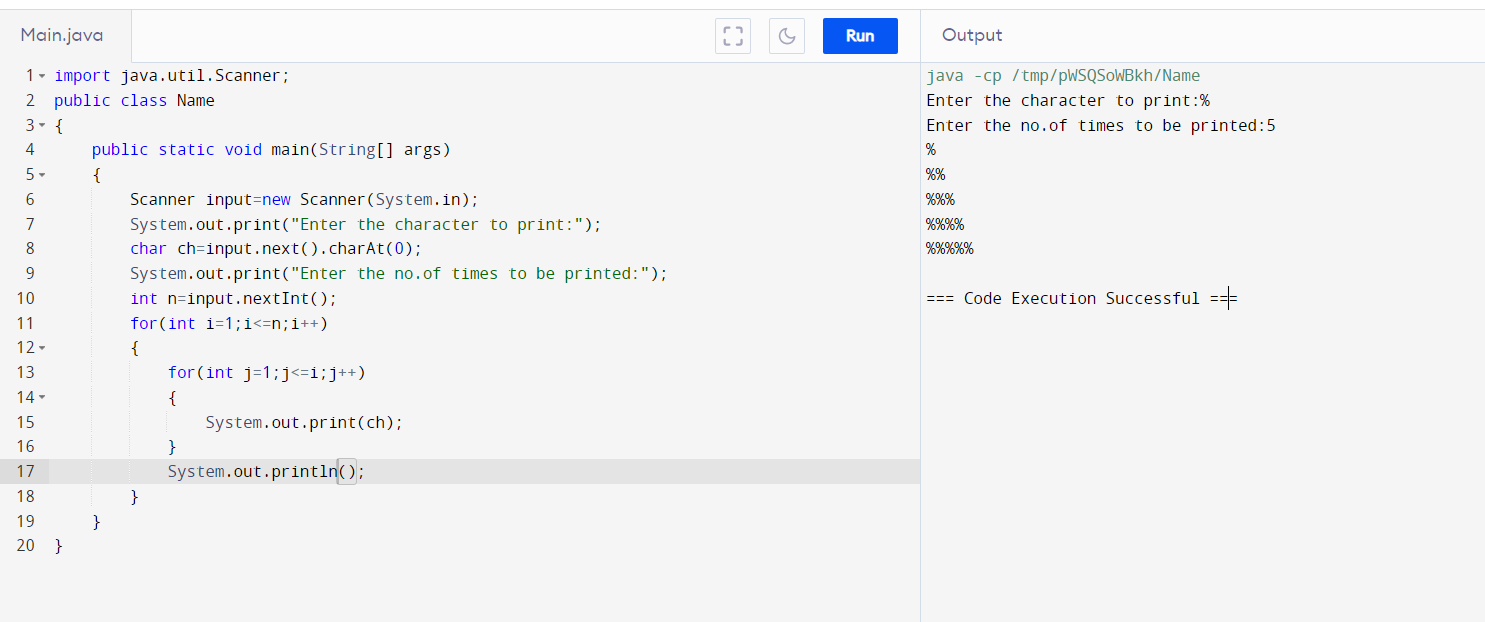 Main.java
Run
Output
1 import java.util.Scanner;
2 public class Name
3 {
4     public static void main(String[] args)
5     {
6         Scanner input=new Scanner(System.in);
7         System.out.print("Enter the character to print:");
8         char ch=input.next().charAt(0);
9         System.out.print("Enter the no.of times to be printed:");
10         int n=input.nextInt();
11         for(int i=1;i<=n;i++)
12         {
13             for(int j=1;j<=i;j++)
14             {
15                 System.out.print(ch);
16             }
17             System.out.println();
18         }
19     }
20 }
java -cp /tmp/pWSQSoWBkh/Name
Enter the character to print:%
Enter the no.of times to be printed:5
%
%%
%%%
%%%%
%%%%%
=== Code Execution Successful ===